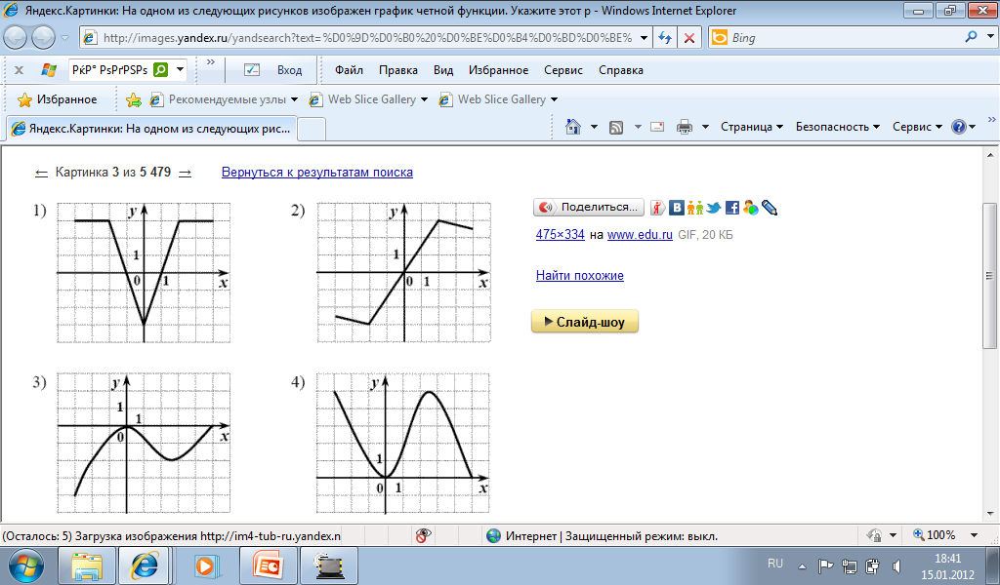 Яндекс.Картинки: На одном из следующих рисунков изображен график четной функции. Укажите этот р - Windows Internet Explorer
http://images.yandex.ru/yandsearch?text=%D0%9D%D0%B0%20%D0%BE%D0%B4%D0%BD%D0%BE%
Bing
РќР° РѕРґРЅРѕРј
» Вход Файл Правка Вид Избранное Сервис Справка
Избранное Рекомендуемые узлы Web Slice Gallery Web Slice Gallery
Яндекс.Картинки: На одном из следующих рис...
Страница Безопасность Сервис »
← Картинка 3 из 5 479 → Вернуться к результатам поиска
1) y 1 0 1 x
2) y 1 0 1 x
Поделиться...
475×334 на www.edu.ru GIF, 20 КБ
Найти похожие
Слайд-шоу
3) y 1 1 0 x
4) y 1 0 1 x
(Осталось: 5) Загрузка изображения http://im4-tub-ru.yandex.n
Интернет | Защищенный режим: выкл.
100%
RU
18:41
15.01.2012